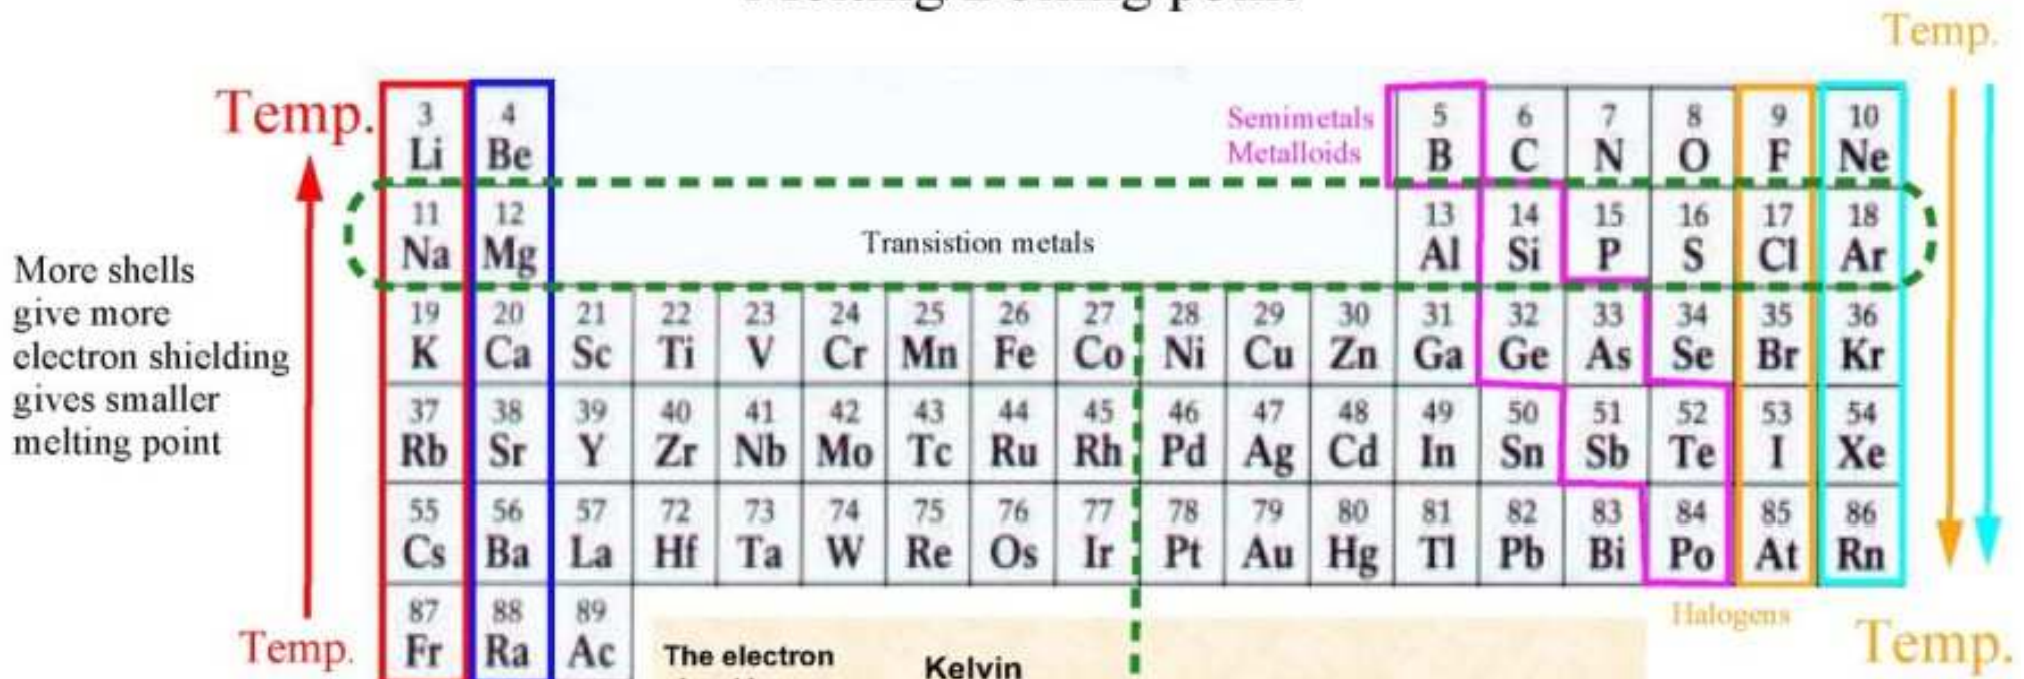 Temp.
Temp.
3 4 5 6 7 8 9 10
Semimetals
Metalloids
Li Be B C N O F Ne
11 12 13 14 15 16 17 18
Transistion metals
Na Mg Al Si P S Cl Ar
More shells
give more
electron shielding
gives smaller
melting point
19 20 21 22 23 24 25 26 27 28 29 30 31 32 33 34 35 36
K Ca Sc Ti V Cr Mn Fe Co Ni Cu Zn Ga Ge As Se Br Kr
37 38 39 40 41 42 43 44 45 46 47 48 49 50 51 52 53 54
Rb Sr Y Zr Nb Mo Tc Ru Rh Pd Ag Cd In Sn Sb Te I Xe
55 56 57 72 73 74 75 76 77 78 79 80 81 82 83 84 85 86
Cs Ba La Hf Ta W Re Os Ir Pt Au Hg Tl Pb Bi Po At Rn
87 88 89
Halogens
Temp. Fr Ra Ac
The electron
Kelvin
Temp.